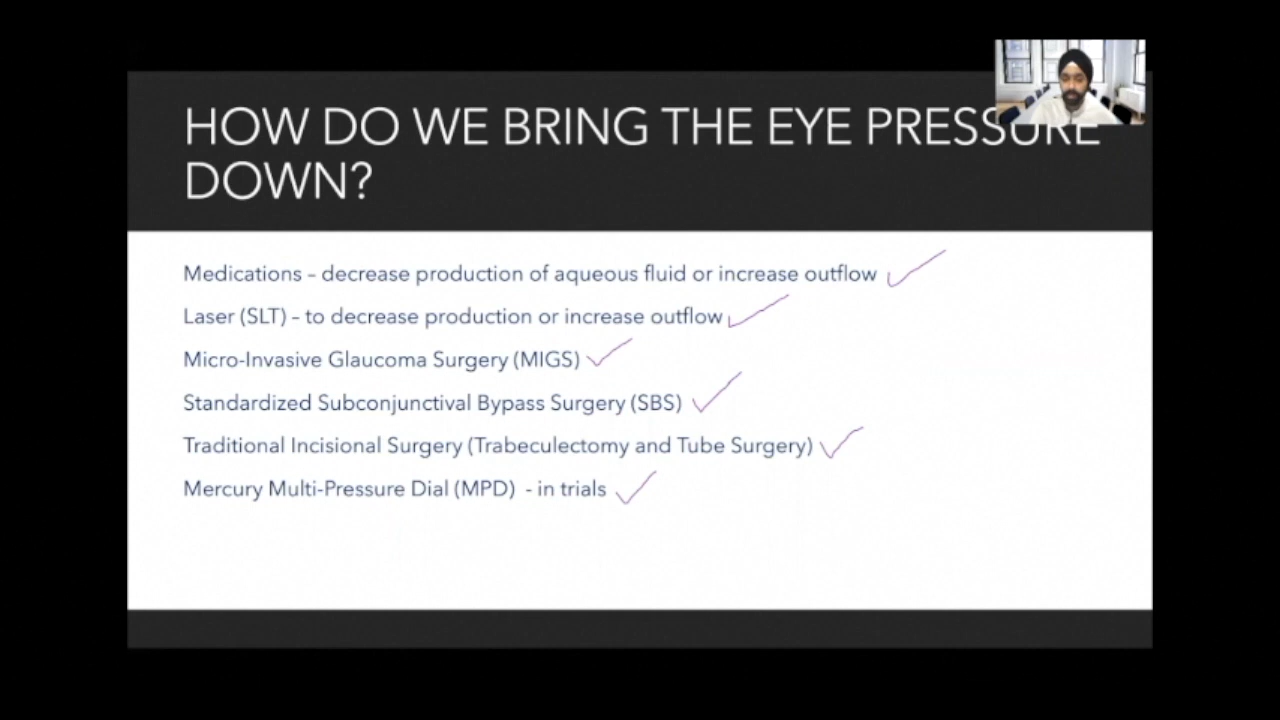 HOW DO WE BRING THE EYE PRESSURE
DOWN?
Medications – decrease production of aqueous fluid or increase outflow
Laser (SLT) – to decrease production or increase outflow
Micro-Invasive Glaucoma Surgery (MIGS)
Standardized Subconjunctival Bypass Surgery (SBS)
Traditional Incisional Surgery (Trabeculectomy and Tube Surgery)
Mercury Multi-Pressure Dial (MPD) - in trials